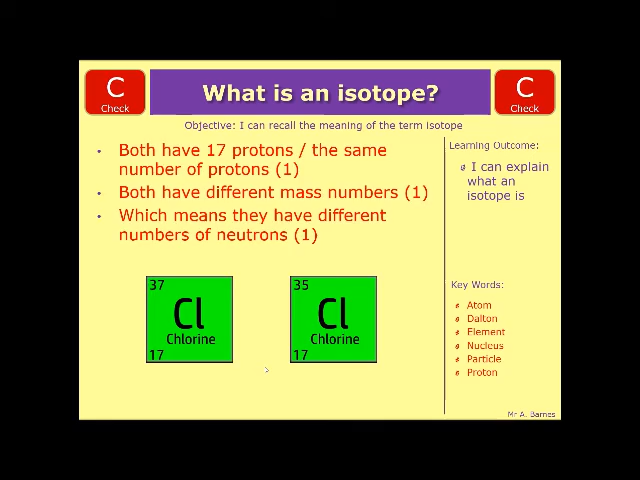 C
Check
What is an isotope?
C
Check
Objective: I can recall the meaning of the term isotope
• Both have 17 protons / the same
number of protons (1)
• Both have different mass numbers (1)
• Which means they have different
numbers of neutrons (1)
37
Cl
Chlorine
17
35
Cl
Chlorine
17
Learning Outcome:
I can explain
what an
isotope is
Key Words:
Atom
Dalton
Element
Nucleus
Particle
Proton
Mr A. Barnes